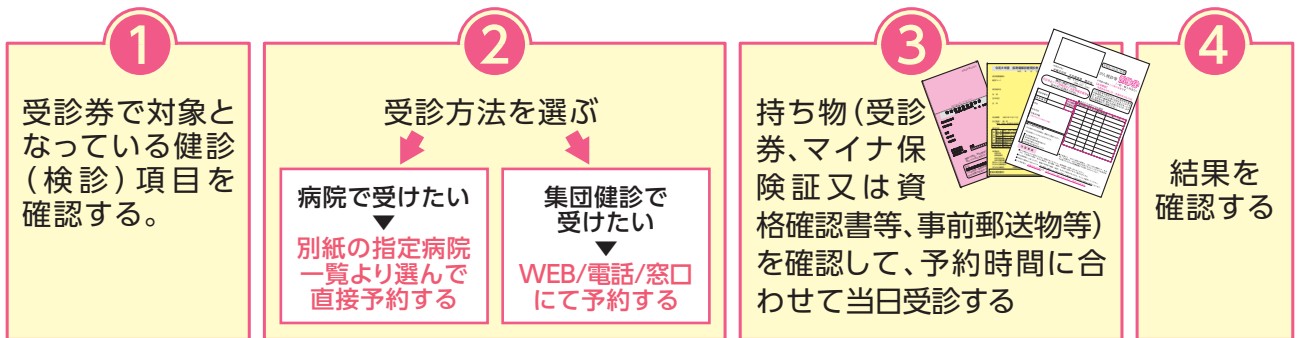 1
受診券で対象と
なっている健診
（検診）項目を
確認する。
2
受診方法を選ぶ
病院で受けたい
▼
別紙の指定病院
一覧より選んで
直接予約する
集団健診で
受けたい
▼
WEB/電話/窓口
にて予約する
3
持ち物（受診
券、マイナ保
険証又は資
格確認書等、事前郵送物等）
を確認して、予約時間に合
わせて当日受診する
4
結果を
確認する